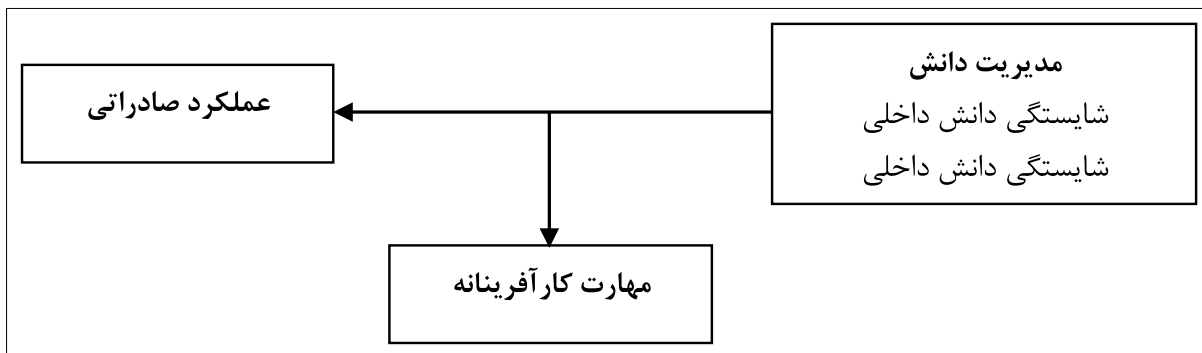 مدیریت دانش
شایستگی دانش داخلی
شایستگی دانش داخلی
عملکرد صادراتی
مهارت کارآفرینانه